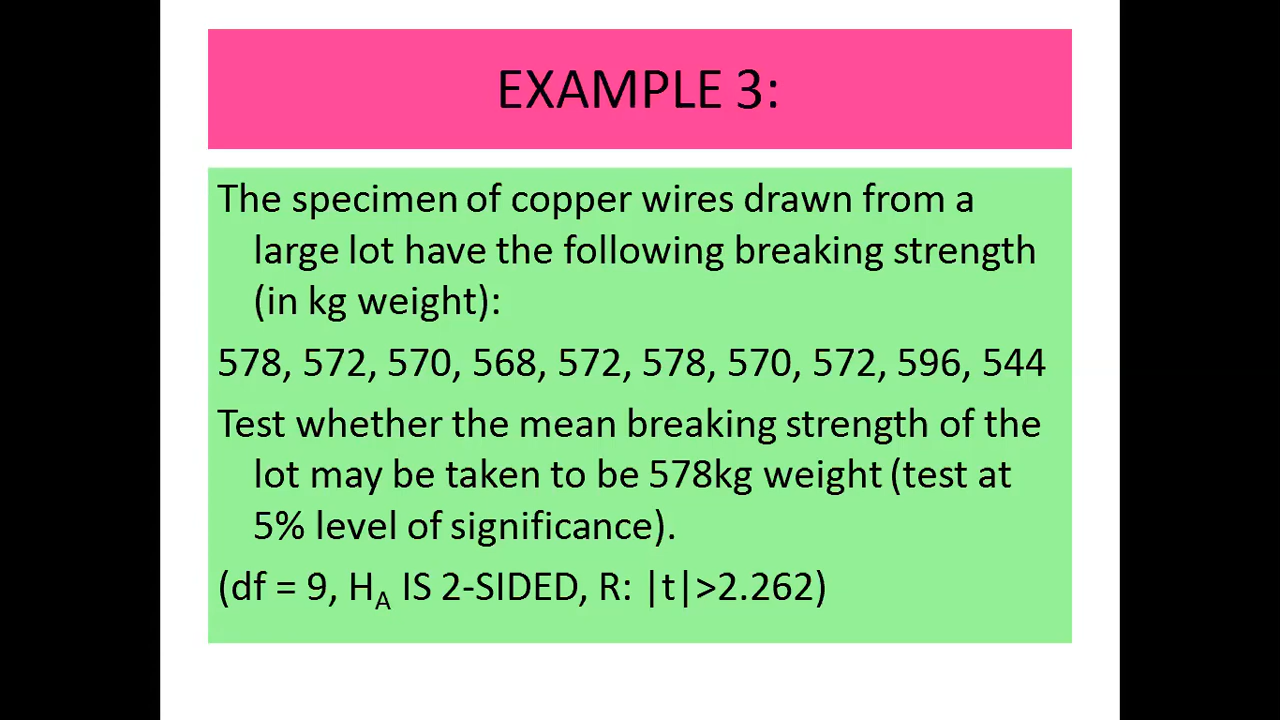 EXAMPLE 3:
The specimen of copper wires drawn from a
large lot have the following breaking strength
(in kg weight):
578, 572, 570, 568, 572, 578, 570, 572, 596, 544
Test whether the mean breaking strength of the
lot may be taken to be 578kg weight (test at
5% level of significance).
(df = 9, H_A IS 2-SIDED, R: |t|>2.262)